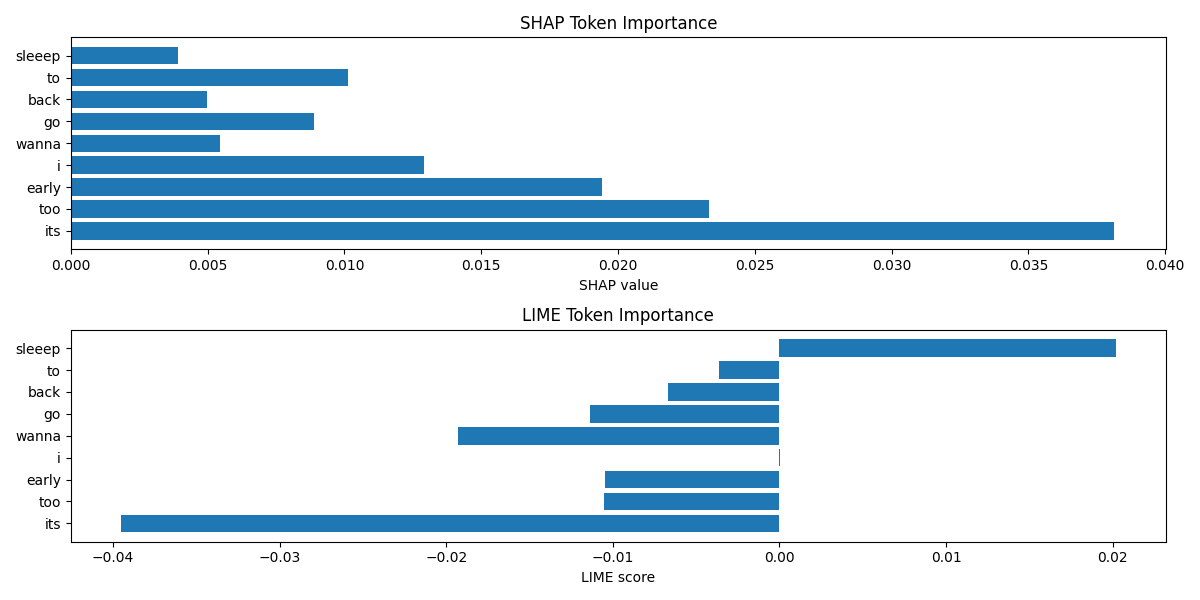 SHAP Token Importance
sleeep
to
back
go
wanna
i
early
too
its
0.000 0.005 0.010 0.015 0.020 0.025 0.030 0.035 0.040
SHAP value
LIME Token Importance
sleeep
to
back
go
wanna
i
early
too
its
−0.04 −0.03 −0.02 −0.01 0.00 0.01 0.02
LIME score